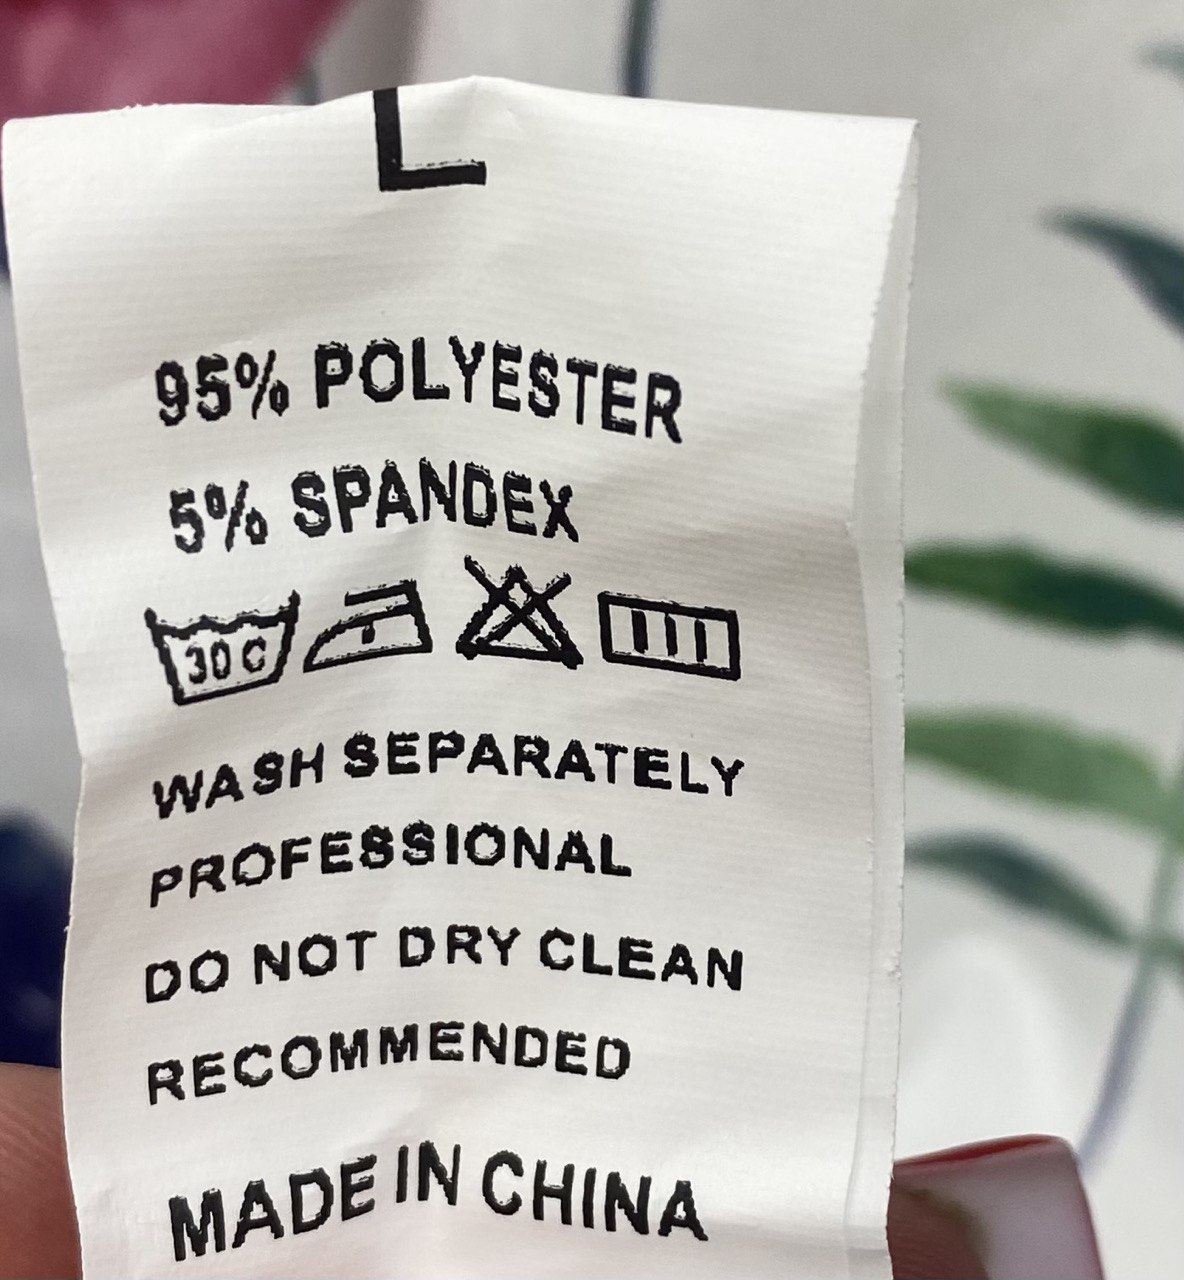 L
95% POLYESTER
5% SPANDEX
30 C
WASH SEPARATELY
PROFESSIONAL
DO NOT DRY CLEAN
RECOMMENDED
MADE IN CHINA